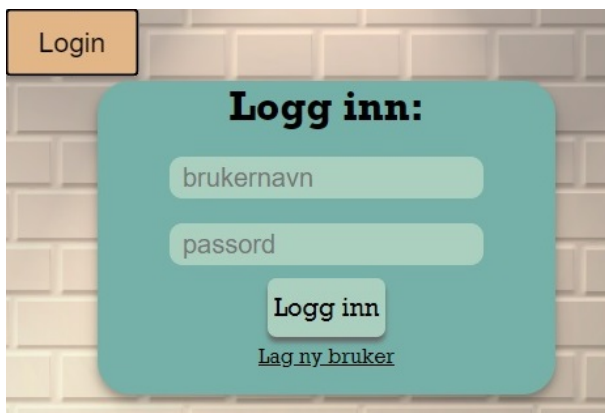 Login
Logg inn:
brukernavn
passord
Logg inn
Lag ny bruker